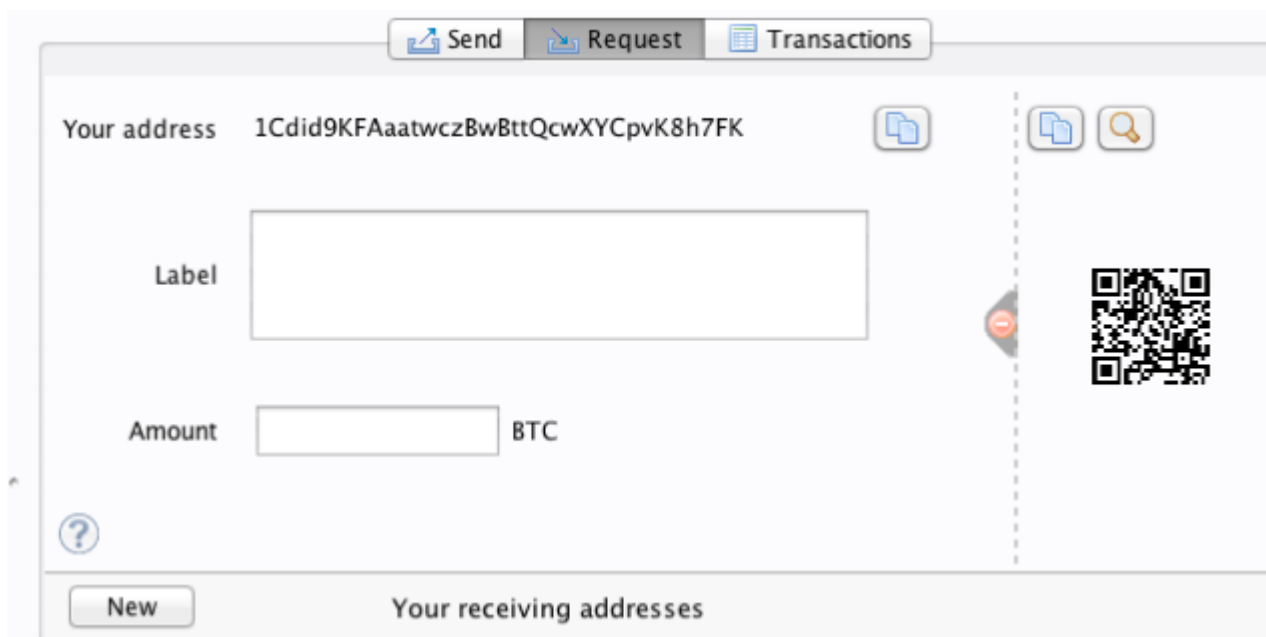 Send Request Transactions
Your address 1Cdid9KFAaatwczBwBttQcwXYCpvK8h7FK
Label
Amount BTC
?
New Your receiving addresses